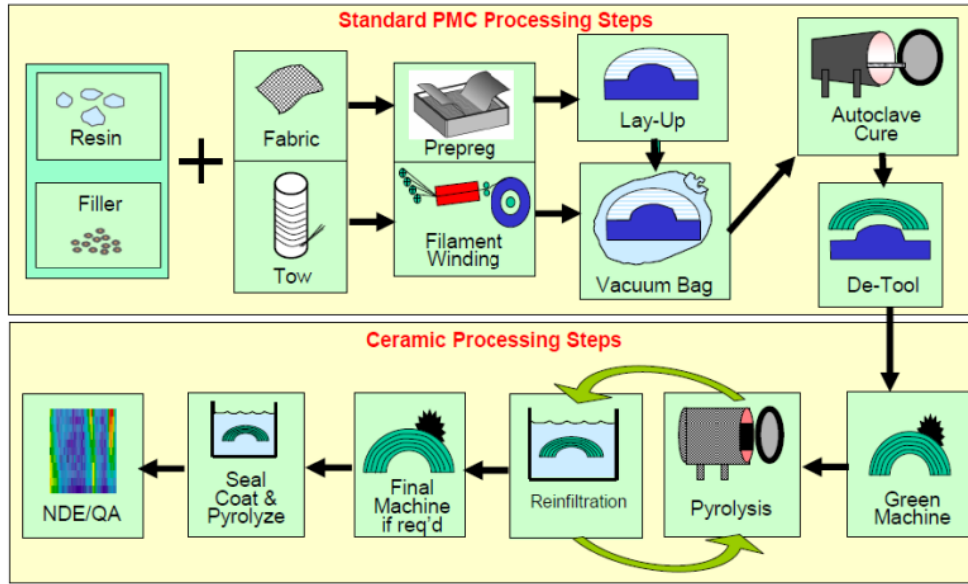 Standard PMC Processing Steps
Resin
Filler
+
Fabric
Tow
Prepreg
Filament
Winding
Lay-Up
Vacuum Bag
Autoclave
Cure
De-Tool
Ceramic Processing Steps
NDE/QA
Seal
Coat &
Pyrolyze
Final
Machine
if req'd
Reinfiltration
Pyrolysis
Green
Machine